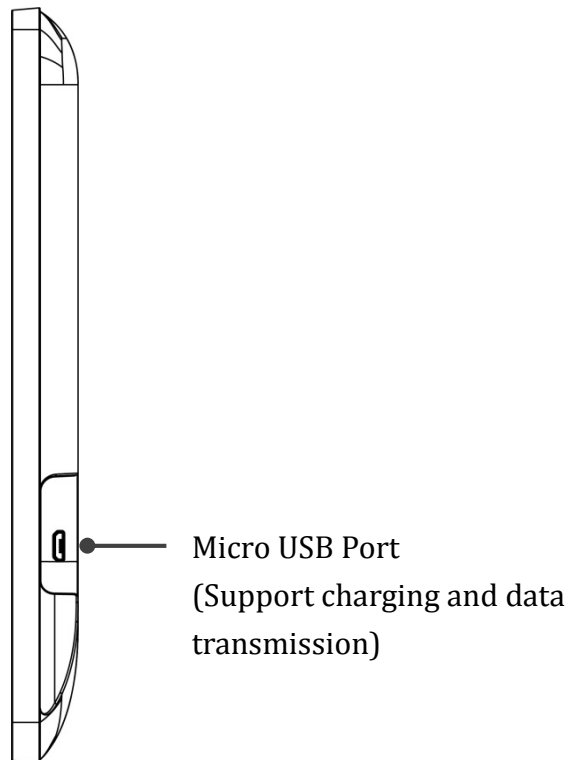 Micro USB Port
(Support charging and data
transmission)